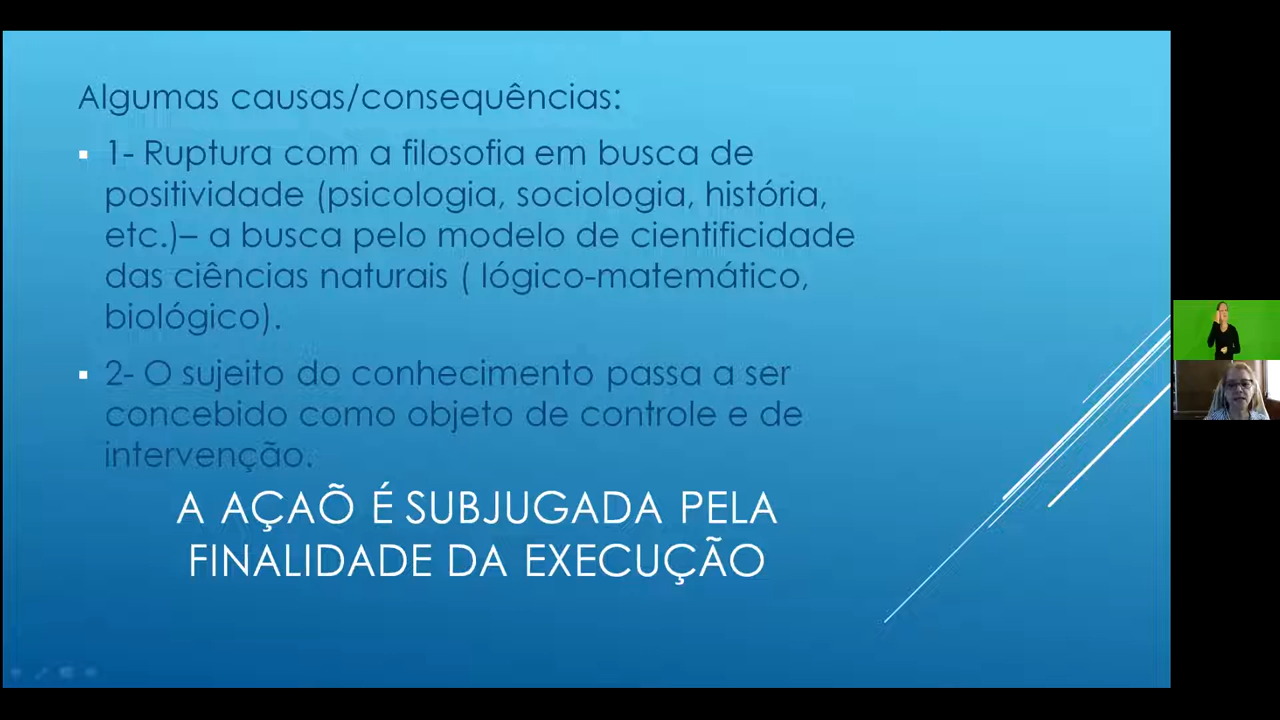 Algumas causas/consequências:
▪ 1- Ruptura com a filosofia em busca de
positividade (psicologia, sociologia, história,
etc.)– a busca pelo modelo de cientificidade
das ciências naturais ( lógico-matemático,
biológico).
▪ 2- O sujeito do conhecimento passa a ser
concebido como objeto de controle e de
intervenção.
A AÇAÕ É SUBJUGADA PELA
FINALIDADE DA EXECUÇÃO